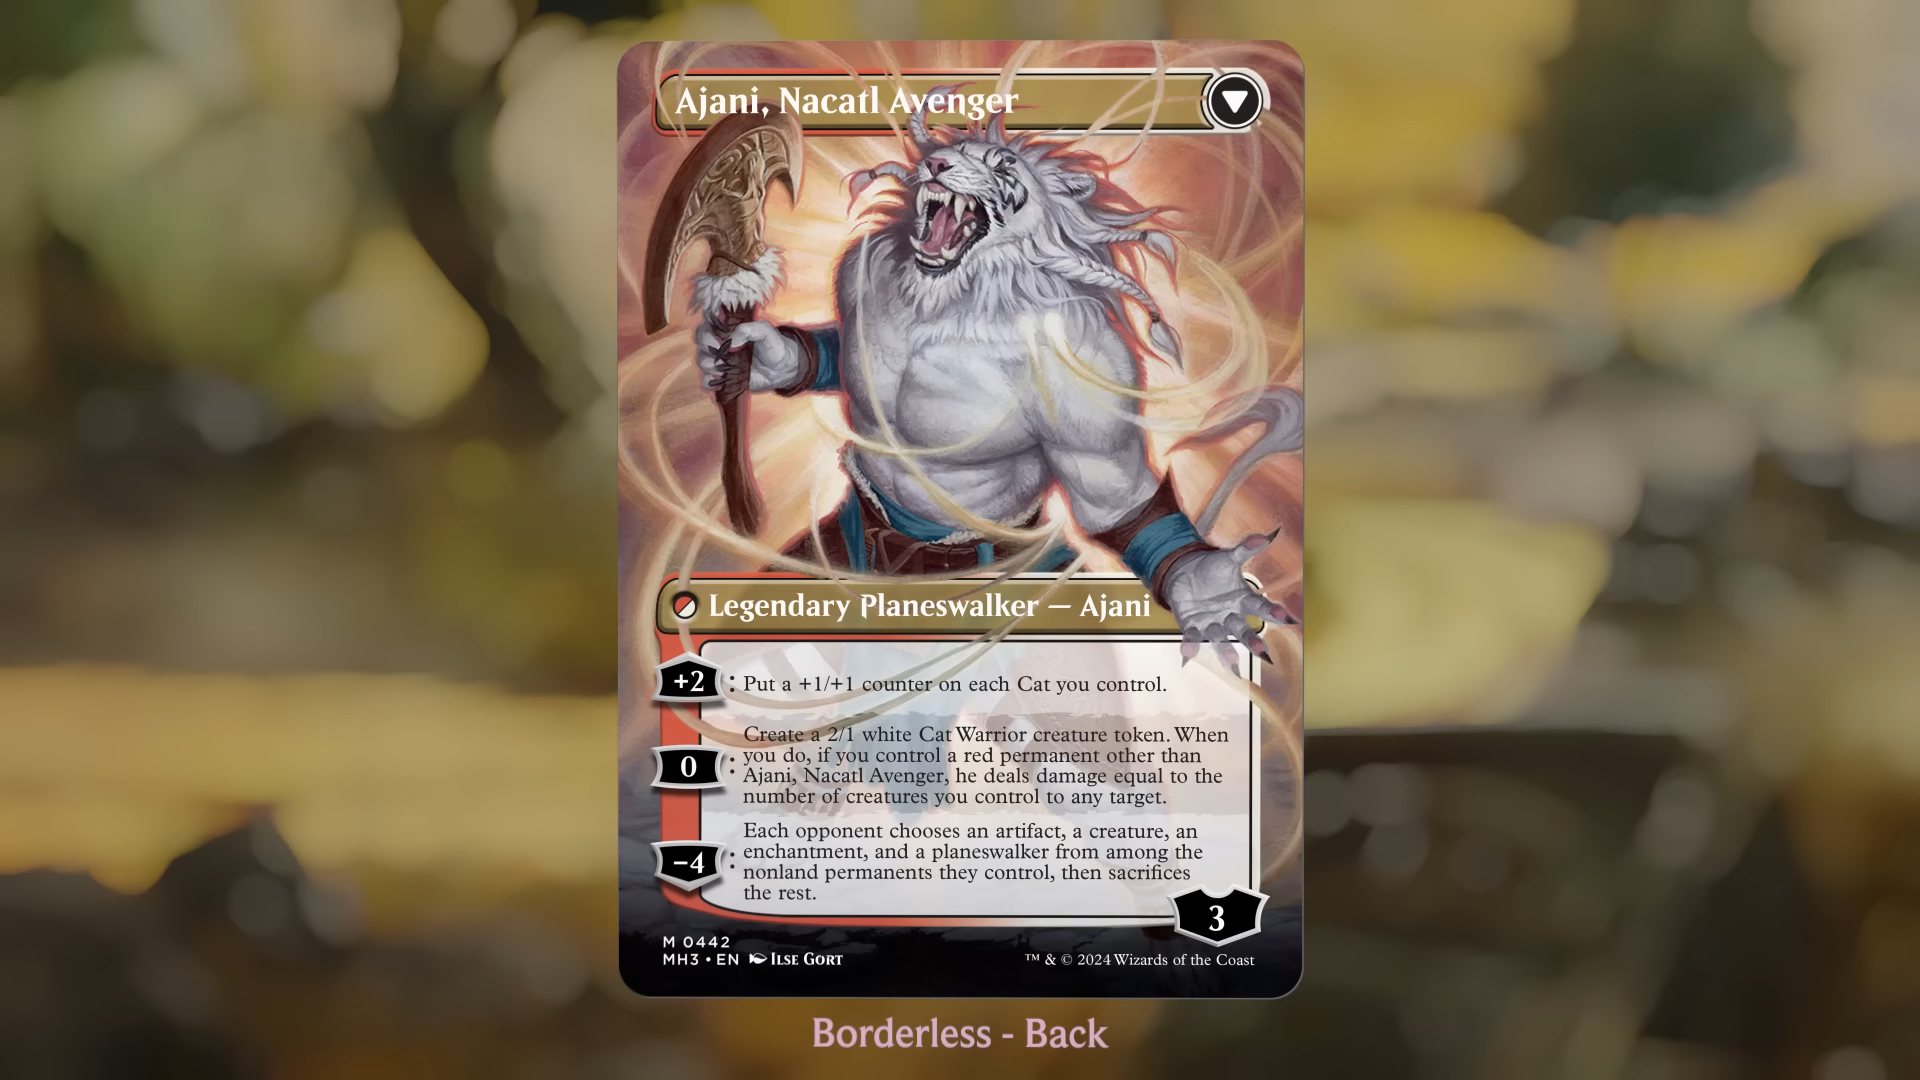 Ajani, Nacatl Avenger
Legendary Planeswalker — Ajani
+2 : Put a +1/+1 counter on each Cat you control.
Create a 2/1 white Cat Warrior creature token. When
0 : you do, if you control a red permanent other than
Ajani, Nacatl Avenger, he deals damage equal to the
number of creatures you control to any target.
Each opponent chooses an artifact, a creature, an
−4 : enchantment, and a planeswalker from among the
nonland permanents they control, then sacrifices
the rest.
3
M 0442
MH3 • EN ILSE GORT
™ & © 2024 Wizards of the Coast
Borderless - Back